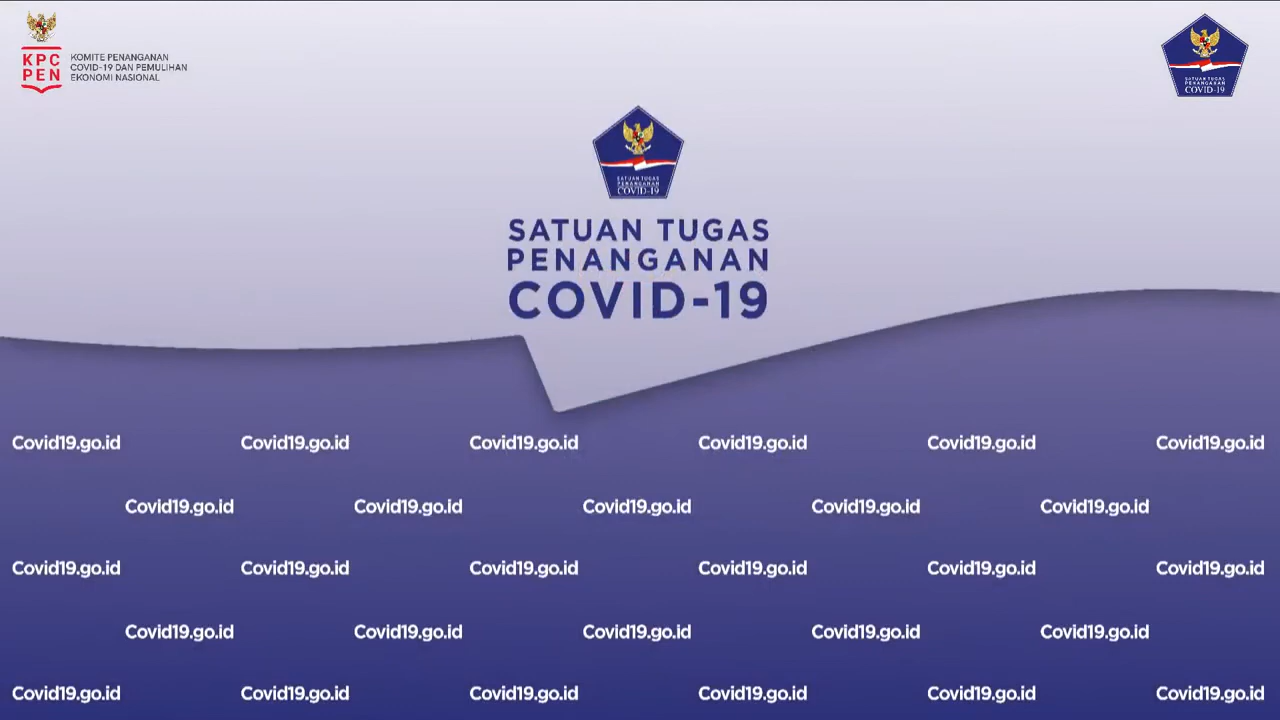 KPC
PEN
KOMITE PENANGANAN
COVID-19 DAN PEMULIHAN
EKONOMI NASIONAL
SATUAN TUGAS
PENANGANAN
COVID-19
SATUAN TUGAS
PENANGANAN
COVID-19
SATUAN TUGAS
PENANGANAN
COVID-19
Covid19.go.id Covid19.go.id Covid19.go.id Covid19.go.id Covid19.go.id Covid19.go.id
Covid19.go.id Covid19.go.id Covid19.go.id Covid19.go.id Covid19.go.id
Covid19.go.id Covid19.go.id Covid19.go.id Covid19.go.id Covid19.go.id Covid19.go.id
Covid19.go.id Covid19.go.id Covid19.go.id Covid19.go.id Covid19.go.id
Covid19.go.id Covid19.go.id Covid19.go.id Covid19.go.id Covid19.go.id Covid19.go.id